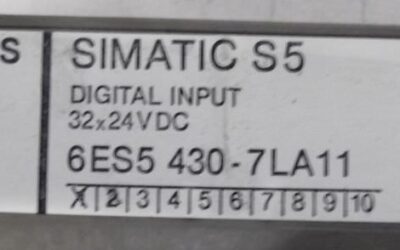 S
SIMATIC S5
DIGITAL INPUT
32x24VDC
6ES5 430-7LA11
X|2|3|4|5|6|7|8|9|10